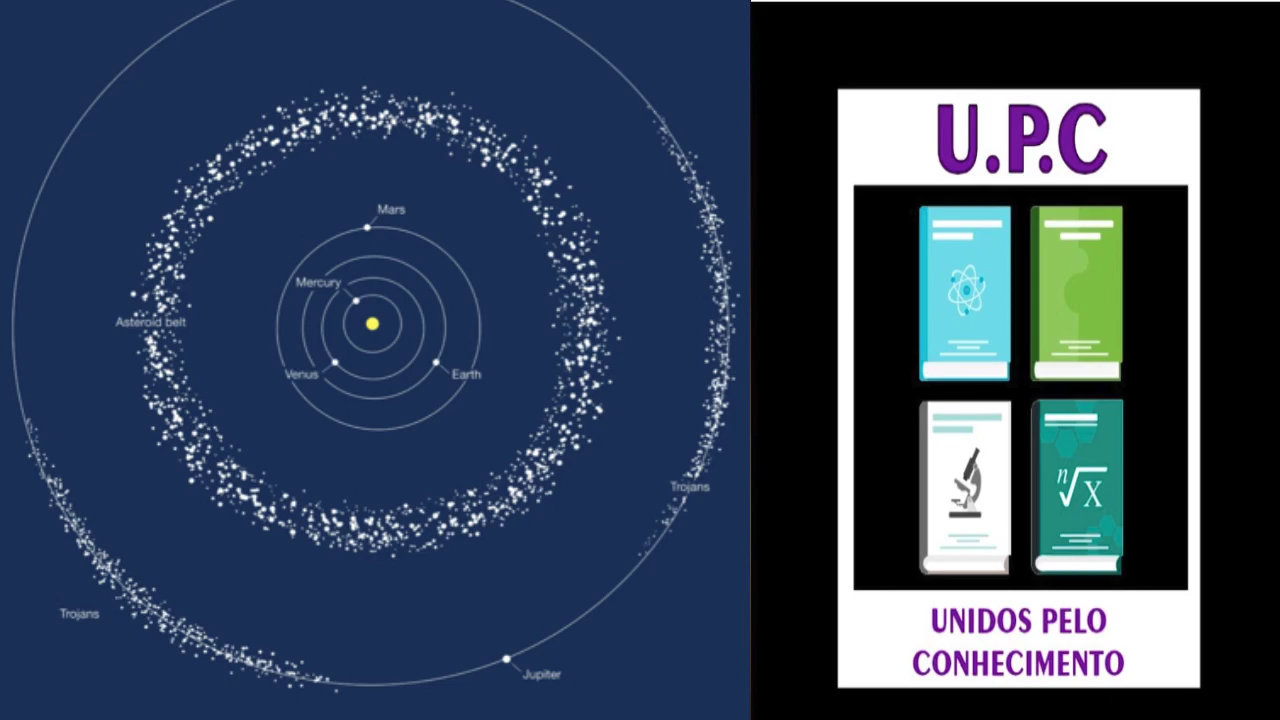 Mars
Mercury
Asteroid belt
Venus
Earth
Trojans
Trojans
Jupiter
U.P.C
n√X
UNIDOS PELO
CONHECIMENTO